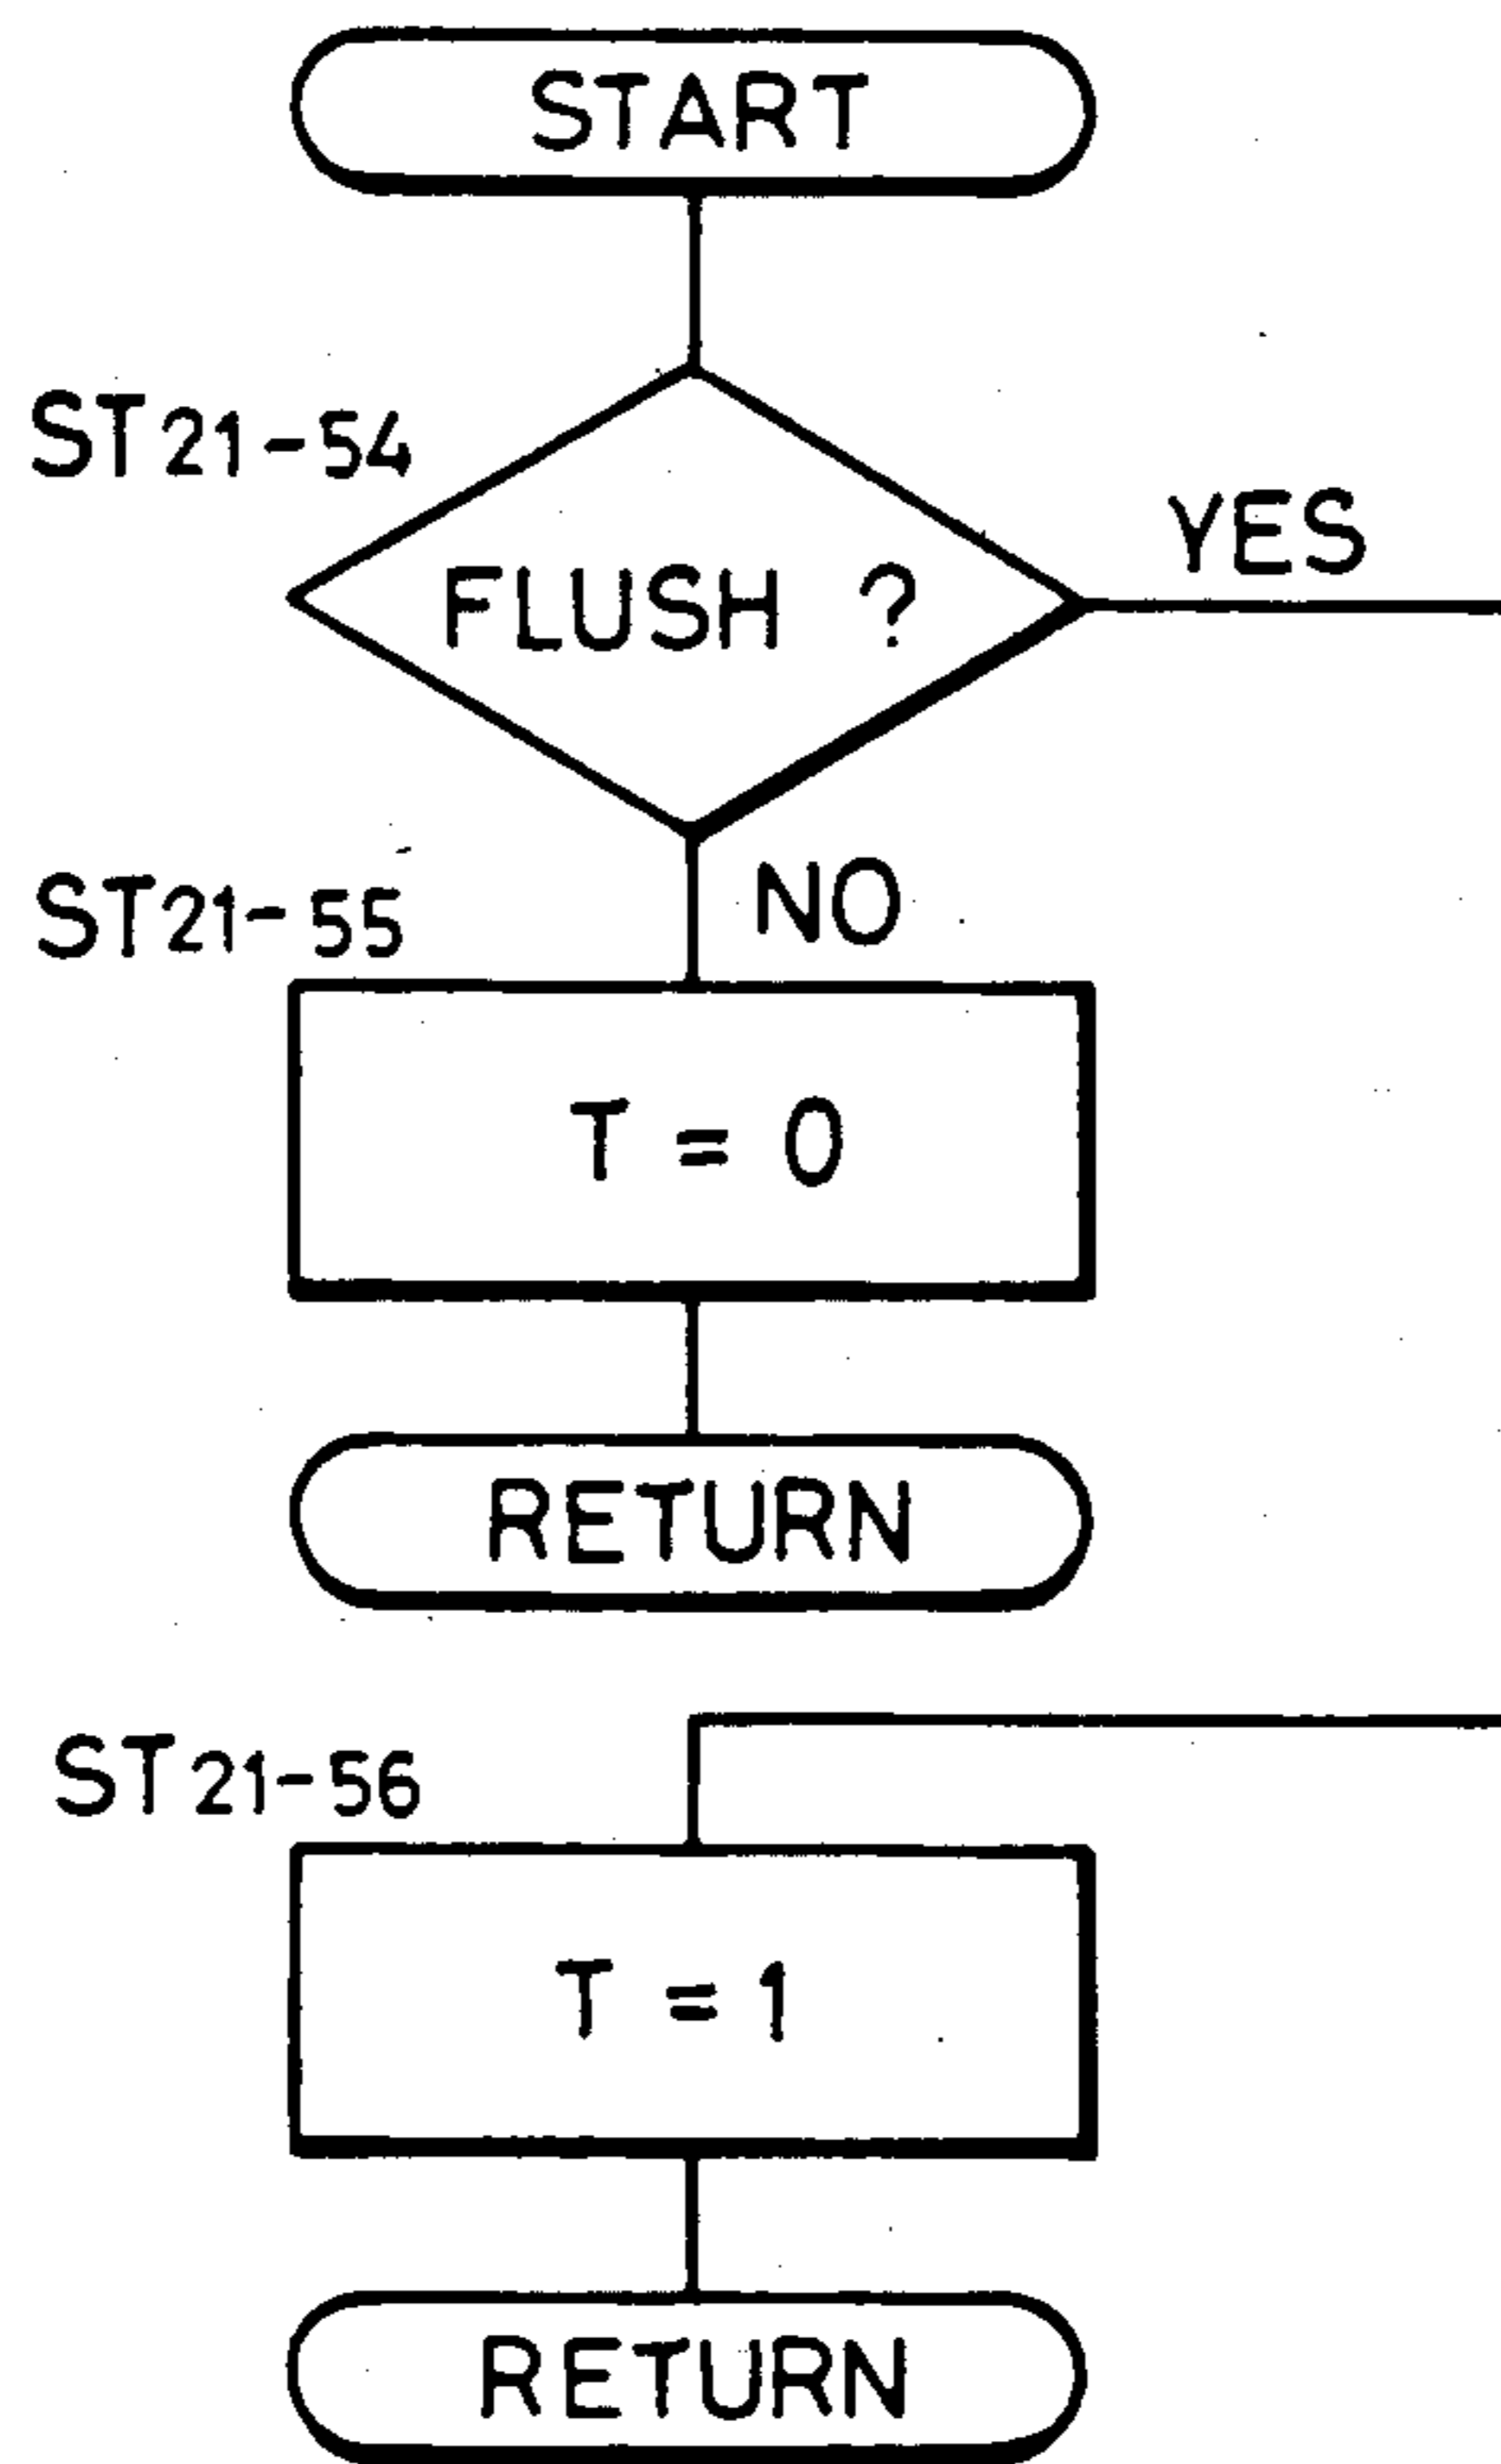 START
ST21-54
FLUSH ?
YES
NO
ST21-55
T = 0
RETURN
ST21-56
T = 1
RETURN